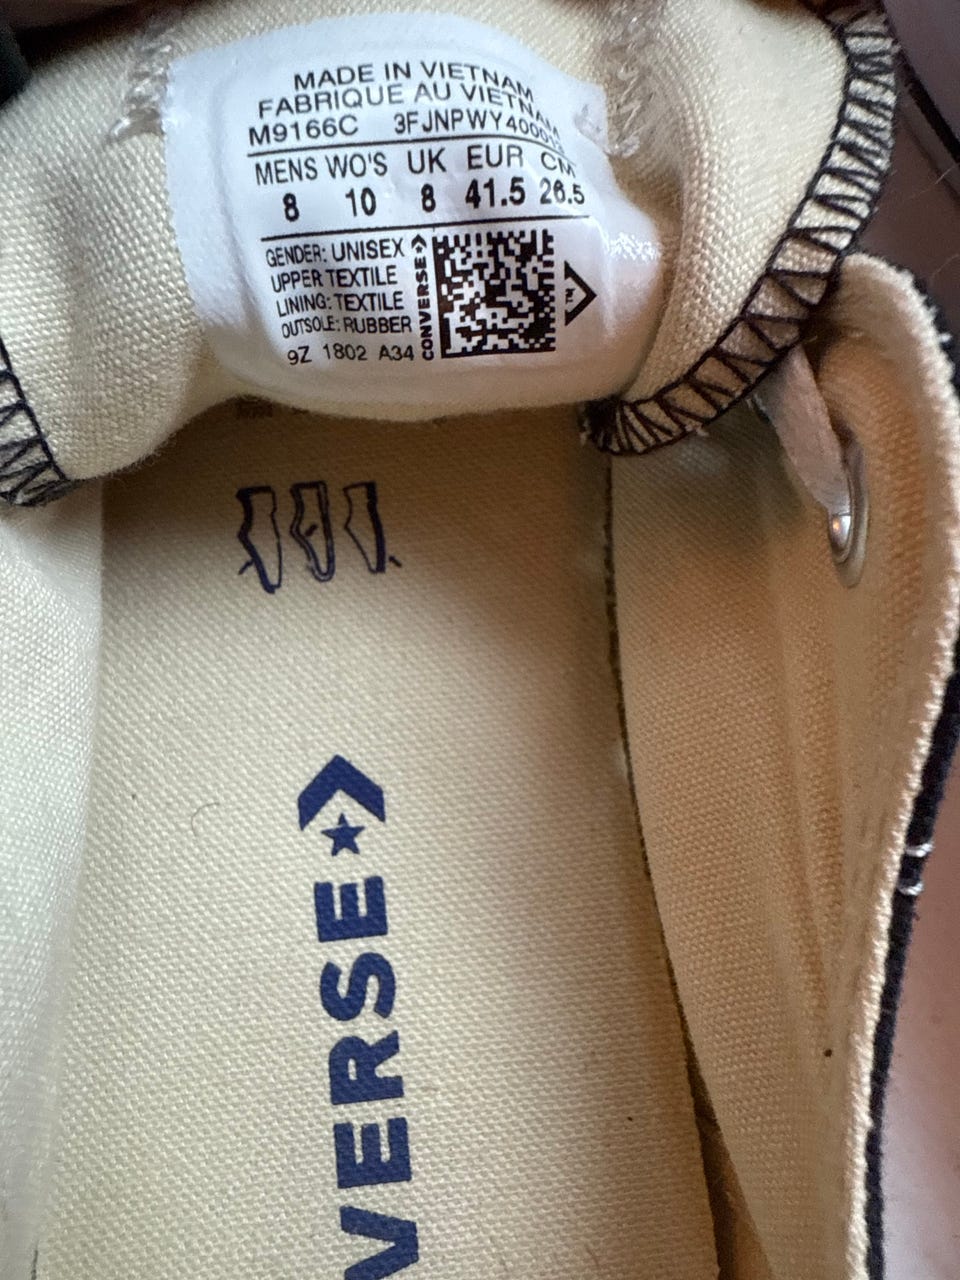 MADE IN VIETNAM
FABRIQUE AU VIETNAM
M9166C
MENS WO'S UK EUR CM
8 10 8 41.5 26.5
GENDER: UNISEX
UPPER TEXTILE
LINING: TEXTILE
OUTSOLE: RUBBER
9Z 1802 A34
CONVERSE
TM
VERSE